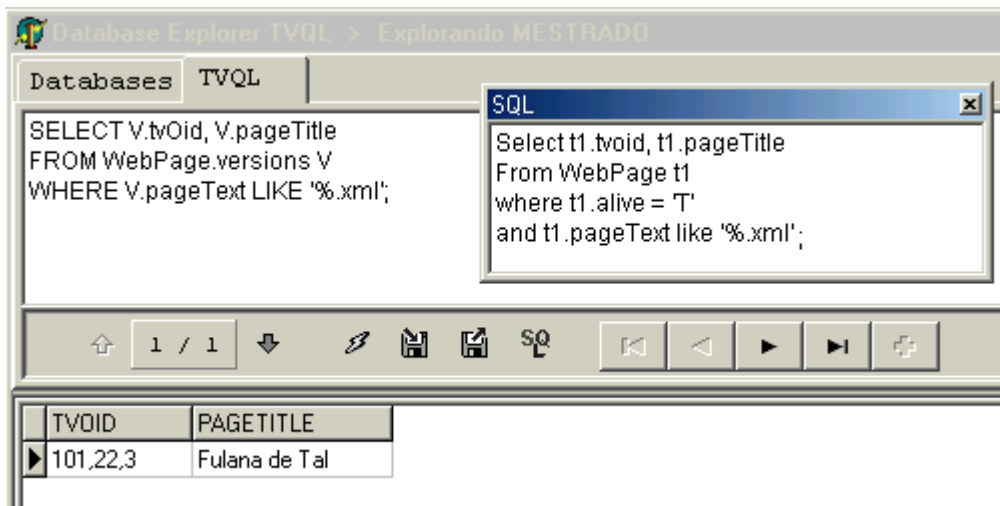 Database Explorer TVQL > Explorando MESTRADO
Databases TVQL
SELECT V.tvOid, V.pageTitle
FROM WebPage.versions V
WHERE V.pageText LIKE '%.xml';
SQL
Select t1.tvoid, t1.pageTitle
From WebPage t1
where t1.alive = 'T'
and t1.pageText like '%.xml';
1 / 1 SQL
TVOID PAGETITLE
101,22,3 Fulana de Tal